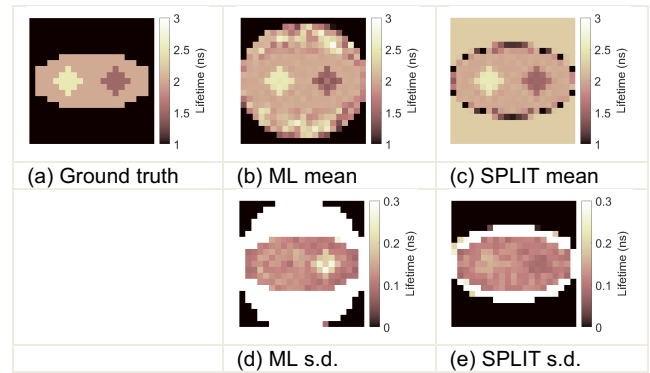 3
2.5
2
1.5
1
Lifetime (ns)
3
2.5
2
1.5
1
Lifetime (ns)
3
2.5
2
1.5
1
Lifetime (ns)
(a) Ground truth
(b) ML mean
(c) SPLIT mean
0.3
0.2
0.1
0
Lifetime (ns)
0.3
0.2
0.1
0
Lifetime (ns)
(d) ML s.d.
(e) SPLIT s.d.